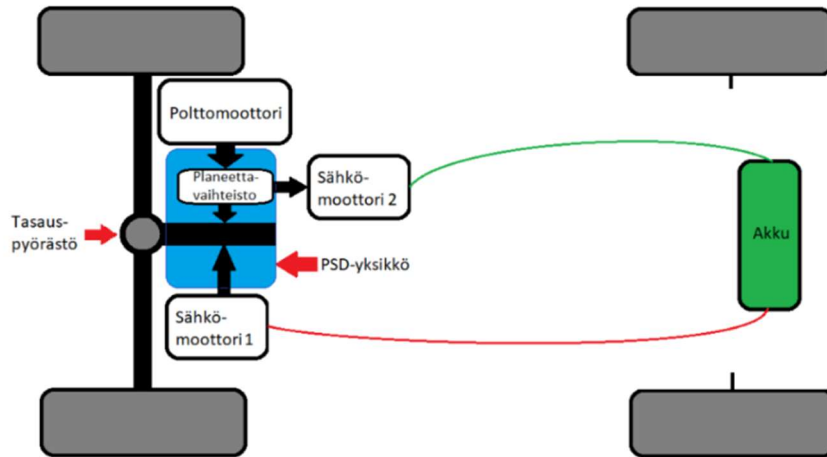 Polttomoottori
Planeetta-
vaihteisto
Sähkö-
moottori 2
Tasaus-
pyörästö
PSD-yksikkö
Akku
Sähkö-
moottori 1